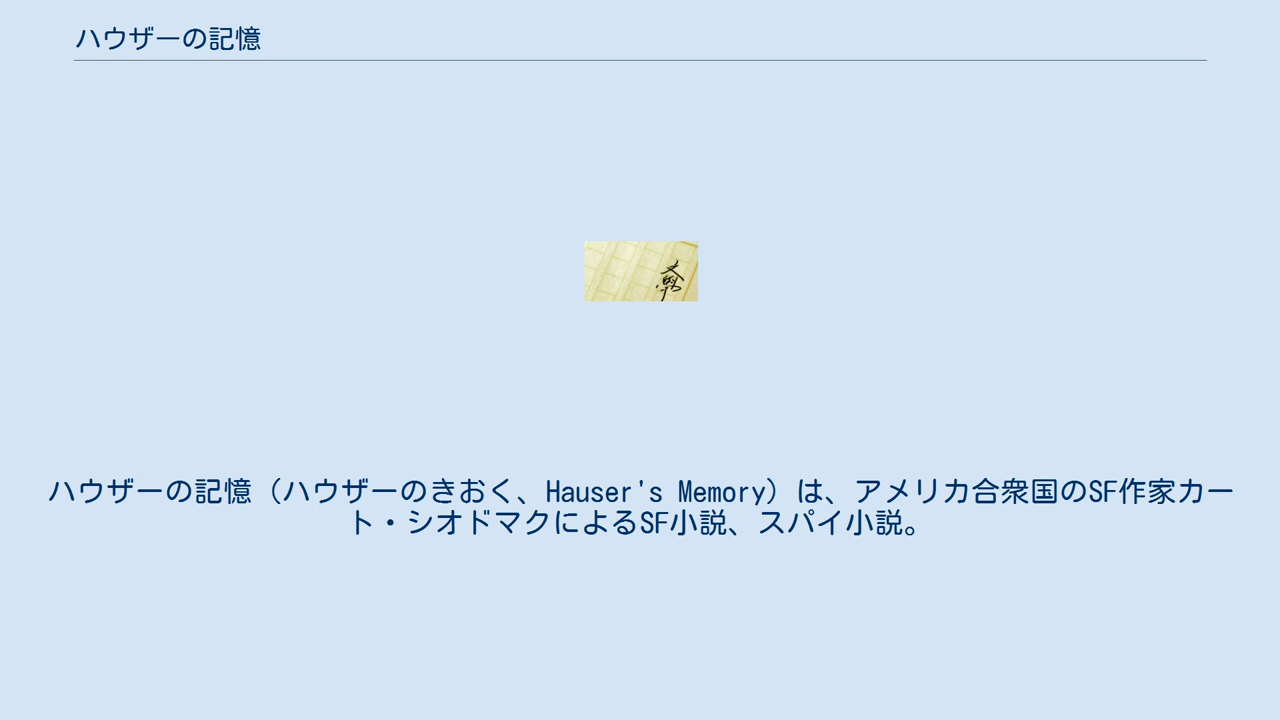 ハウザーの記憶
ハウザーの記憶（ハウザーのきおく、Hauser's Memory）は、アメリカ合衆国のSF作家カー
ト・シオドマクによるSF小説、スパイ小説。